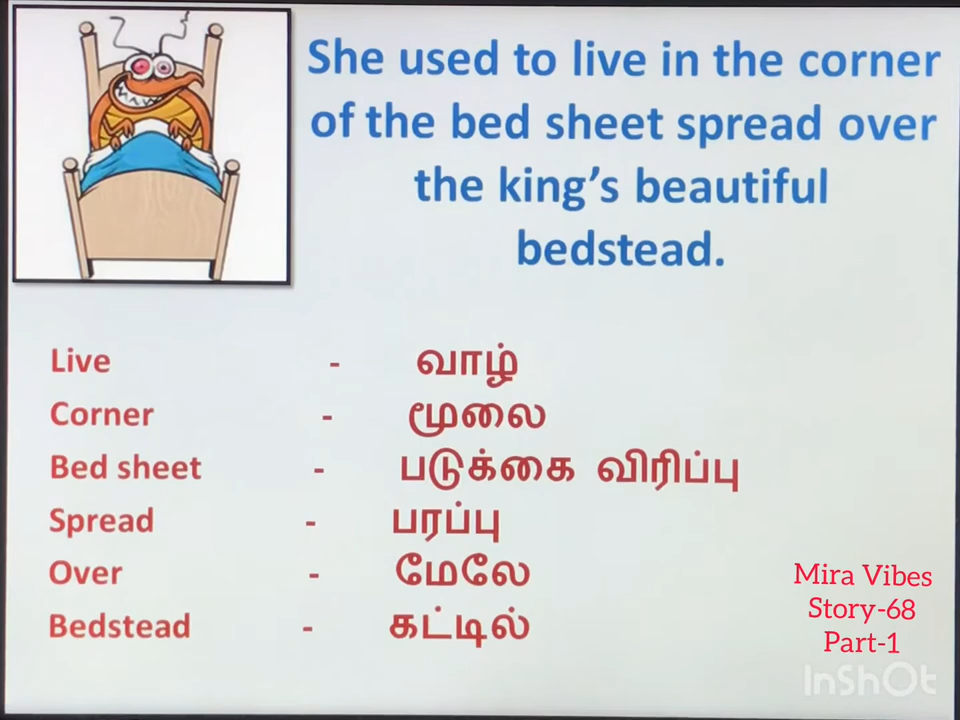 She used to live in the corner
of the bed sheet spread over
the king's beautiful
bedstead.
Live - வாழ்
Corner - மூலை
Bed sheet - படுக்கை விரிப்பு
Spread - பரப்பு
Over - மேலே
Bedstead - கட்டில்
Mira Vibes
Story-68
Part-1
InShOt